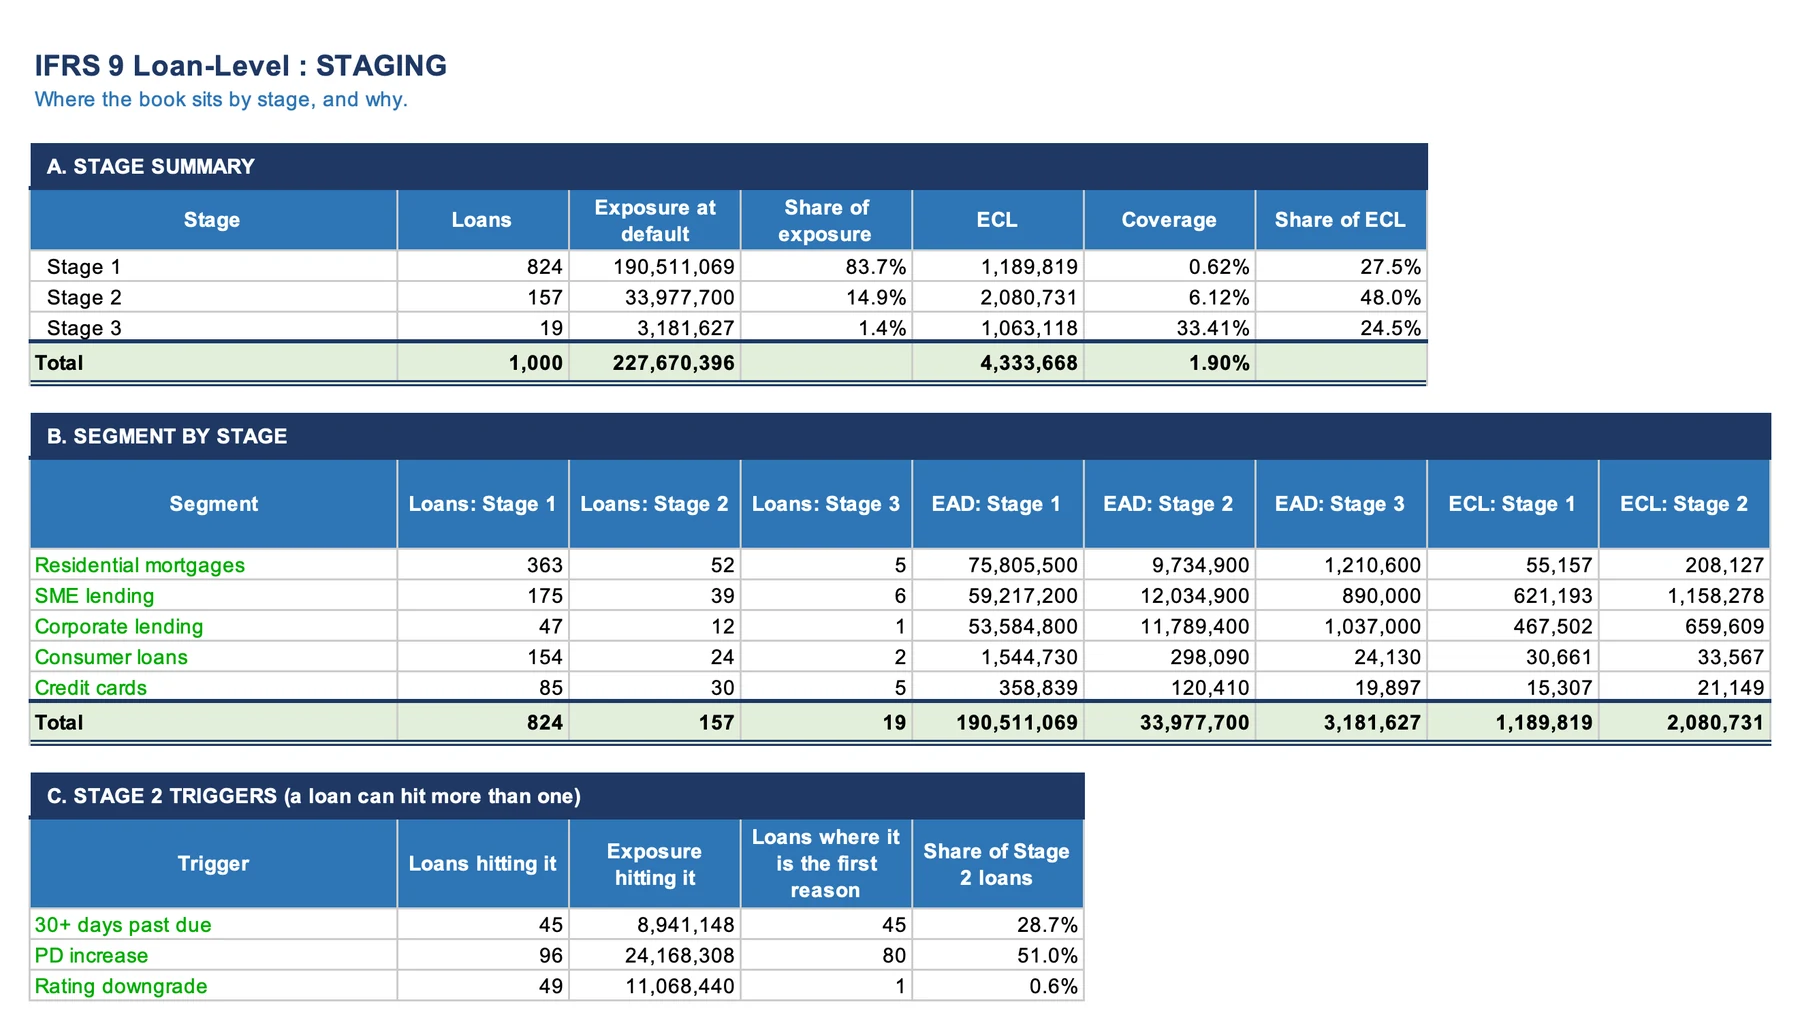 IFRS 9 Loan-Level : STAGING
Where the book sits by stage, and why.
A. STAGE SUMMARY
Stage Loans Exposure at default Share of exposure ECL Coverage Share of ECL
Stage 1 824 190,511,069 83.7% 1,189,819 0.62% 27.5%
Stage 2 157 33,977,700 14.9% 2,080,731 6.12% 48.0%
Stage 3 19 3,181,627 1.4% 1,063,118 33.41% 24.5%
Total 1,000 227,670,396 4,333,668 1.90%
B. SEGMENT BY STAGE
Segment Loans: Stage 1 Loans: Stage 2 Loans: Stage 3 EAD: Stage 1 EAD: Stage 2 EAD: Stage 3 ECL: Stage 1 ECL: Stage 2
Residential mortgages 363 52 5 75,805,500 9,734,900 1,210,600 55,157 208,127
SME lending 175 39 6 59,217,200 12,034,900 890,000 621,193 1,158,278
Corporate lending 47 12 1 53,584,800 11,789,400 1,037,000 467,502 659,609
Consumer loans 154 24 2 1,544,730 298,090 24,130 30,661 33,567
Credit cards 85 30 5 358,839 120,410 19,897 15,307 21,149
Total 824 157 19 190,511,069 33,977,700 3,181,627 1,189,819 2,080,731
C. STAGE 2 TRIGGERS (a loan can hit more than one)
Trigger Loans hitting it Exposure hitting it Loans where it is the first reason Share of Stage 2 loans
30+ days past due 45 8,941,148 45 28.7%
PD increase 96 24,168,308 80 51.0%
Rating downgrade 49 11,068,440 1 0.6%